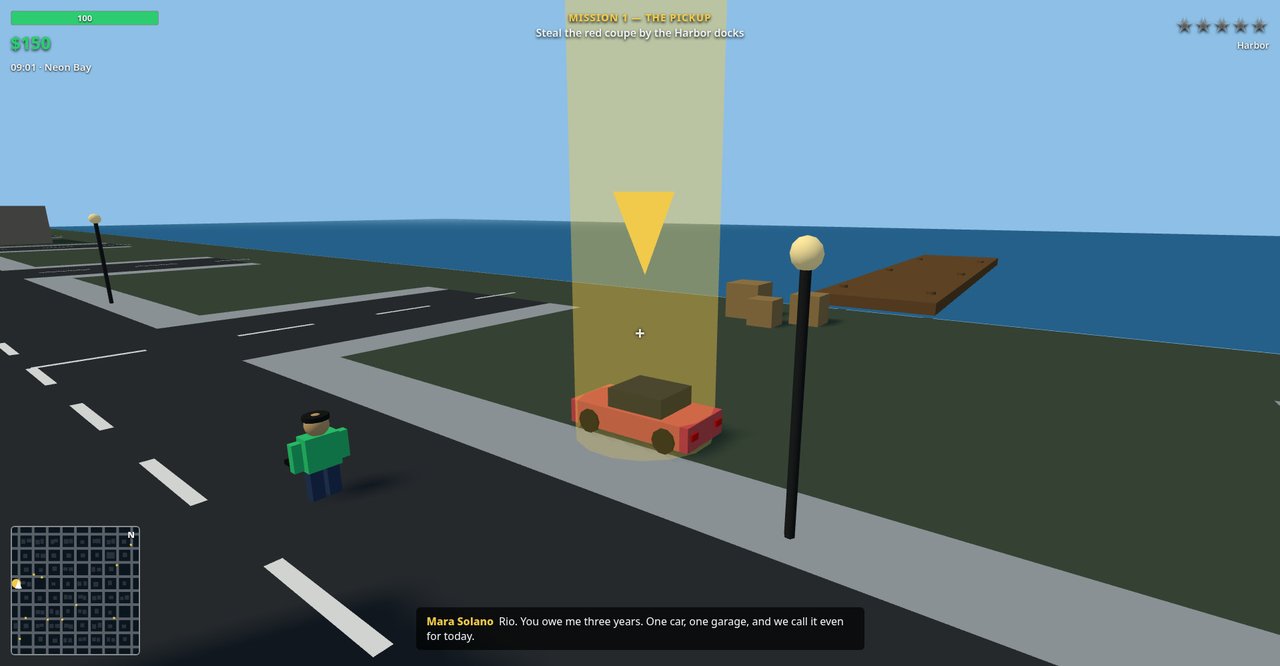 100
$150
09:01 · Neon Bay
MISSION 1 — THE PICKUP
Steal the red coupe by the Harbor docks
Harbor
N
Mara Solano Rio. You owe me three years. One car, one garage, and we call it even
for today.